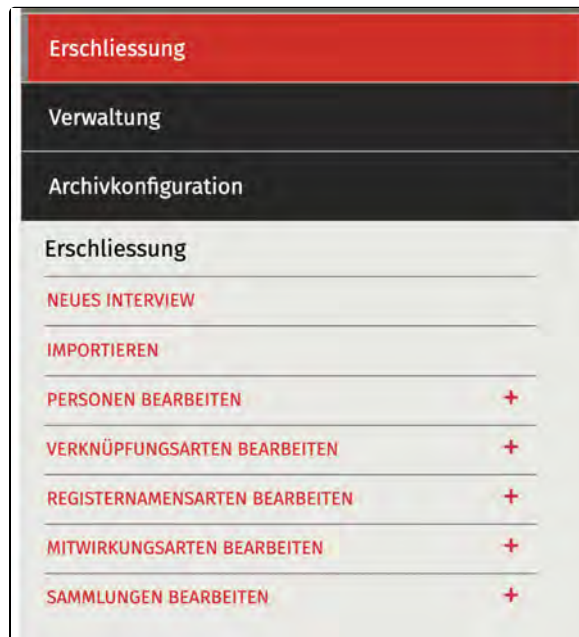 Erschliessung
Verwaltung
Archivkonfiguration
Erschliessung
NEUES INTERVIEW
IMPORTIEREN
PERSONEN BEARBEITEN +
VERKNÜPFUNGSARTEN BEARBEITEN +
REGISTERNAMENSARTEN BEARBEITEN +
MITWIRKUNGSARTEN BEARBEITEN +
SAMMLUNGEN BEARBEITEN +